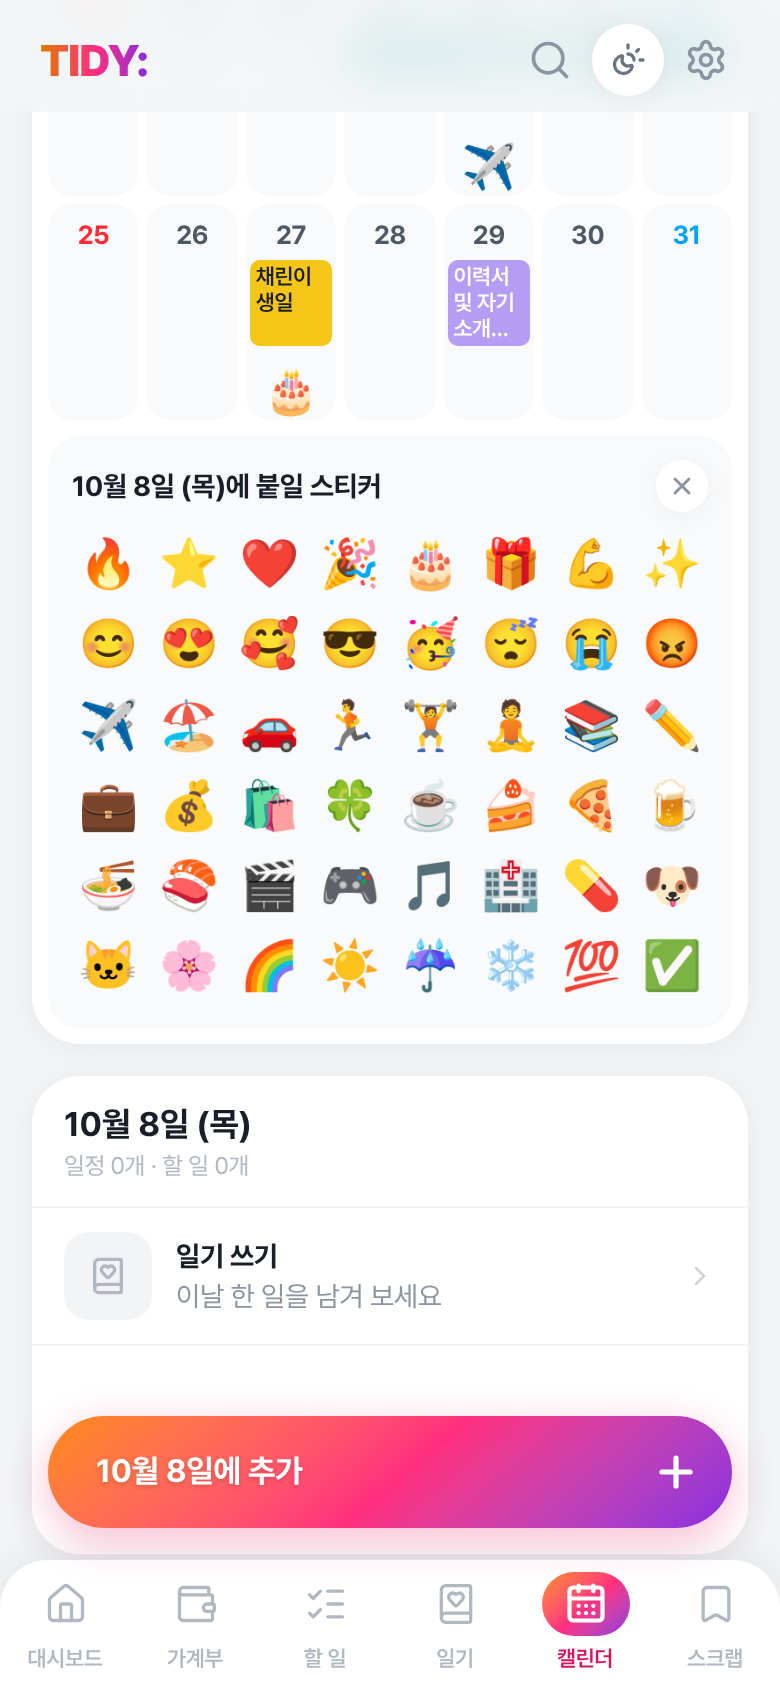 TIDY:
25
26
27
28
29
30
31
채린이
생일
이력서
및 자기
소개...
10월 8일 (목)에 붙일 스티커
100
10월 8일 (목)
일정 0개 · 할 일 0개
일기 쓰기
이날 한 일을 남겨 보세요
10월 8일에 추가
대시보드
가계부
할 일
일기
캘린더
스크랩